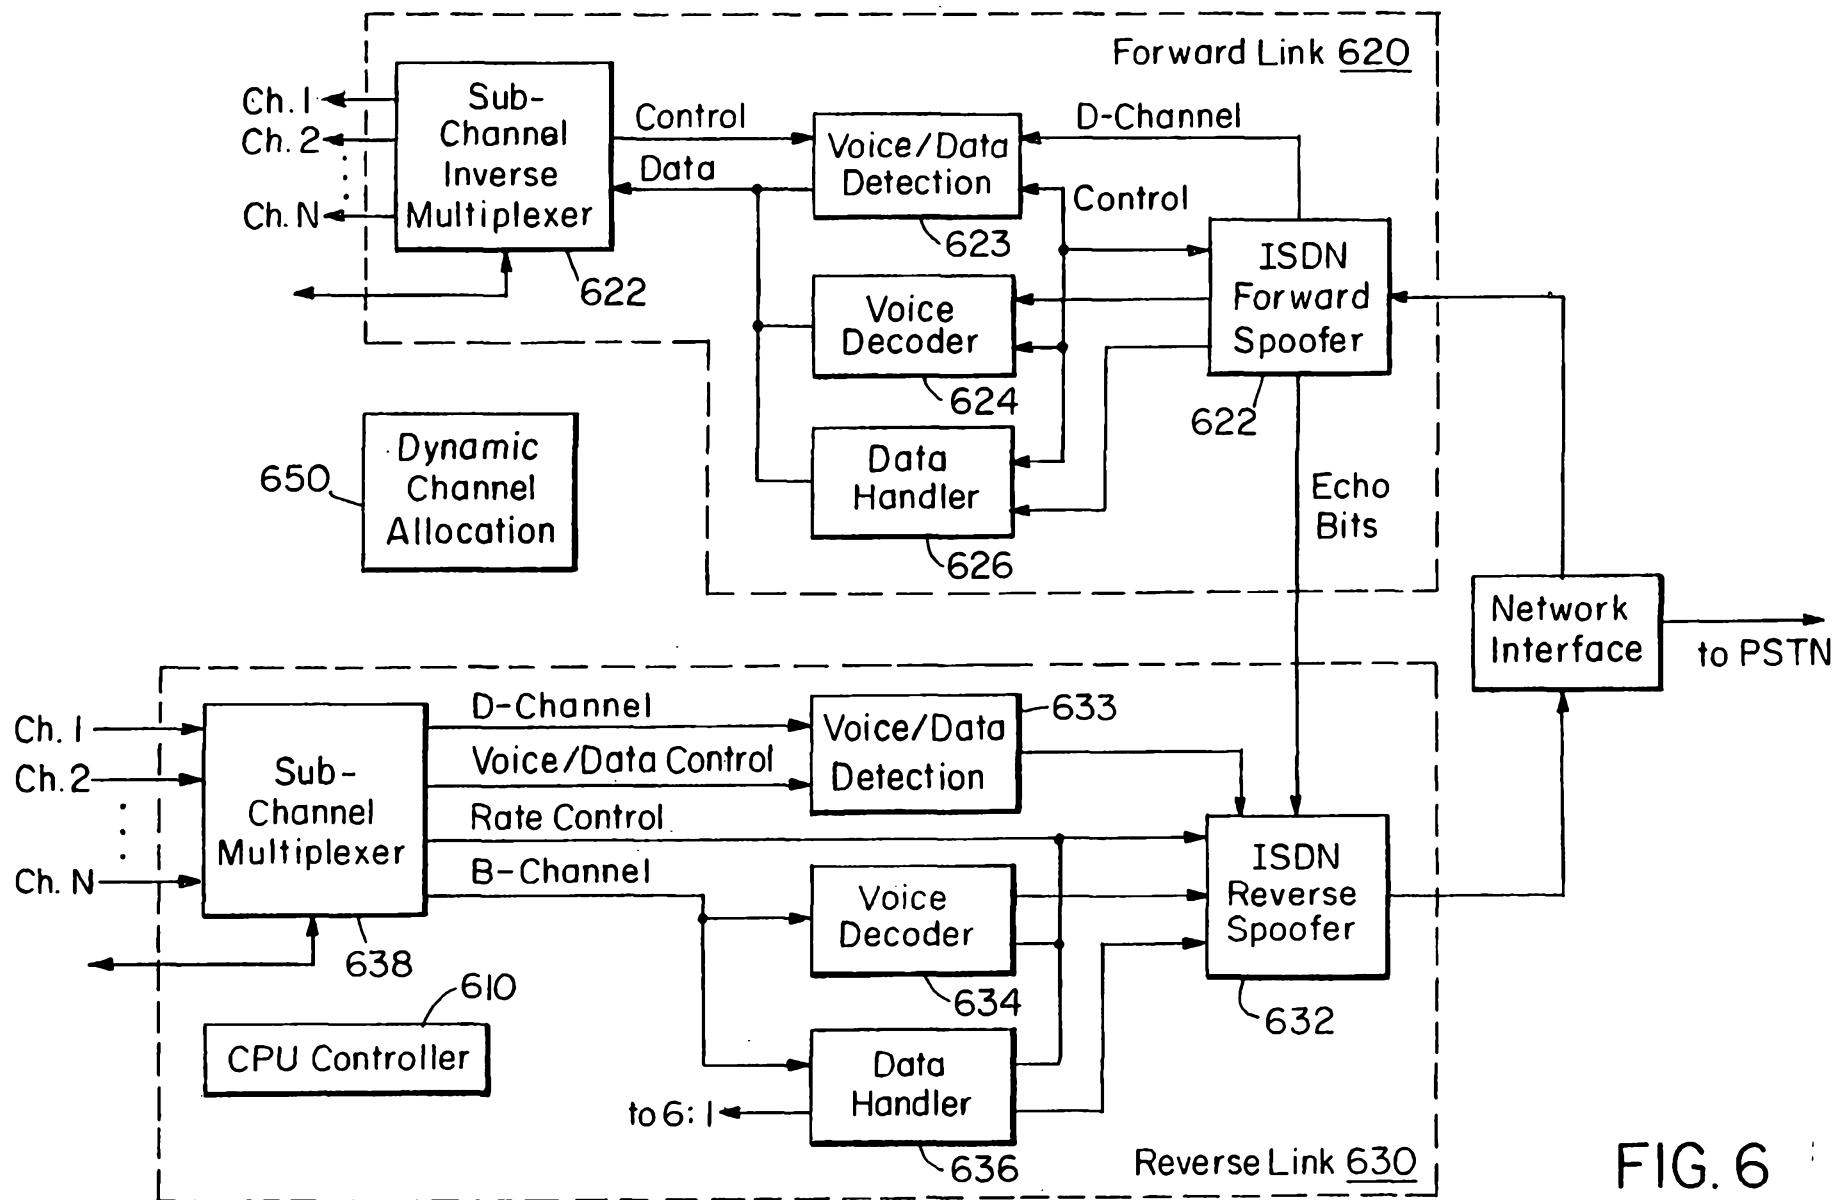 Forward Link 620
Ch. 1
Ch. 2
Ch. N
Sub-
Channel
Inverse
Multiplexer
622
Control
Data
Voice/Data
Detection
623
D-Channel
Control
Voice
Decoder
624
Data
Handler
626
ISDN
Forward
Spoofer
622
Echo
Bits
650
Dynamic
Channel
Allocation
Network
Interface
to PSTN
Ch. 1
Ch. 2
Ch. N
Sub-
Channel
Multiplexer
638
D-Channel
Voice/Data Control
Rate Control
B-Channel
Voice/Data
Detection
633
Voice
Decoder
634
Data
Handler
636
to 6:1
ISDN
Reverse
Spoofer
632
610
CPU Controller
Reverse Link 630
FIG. 6